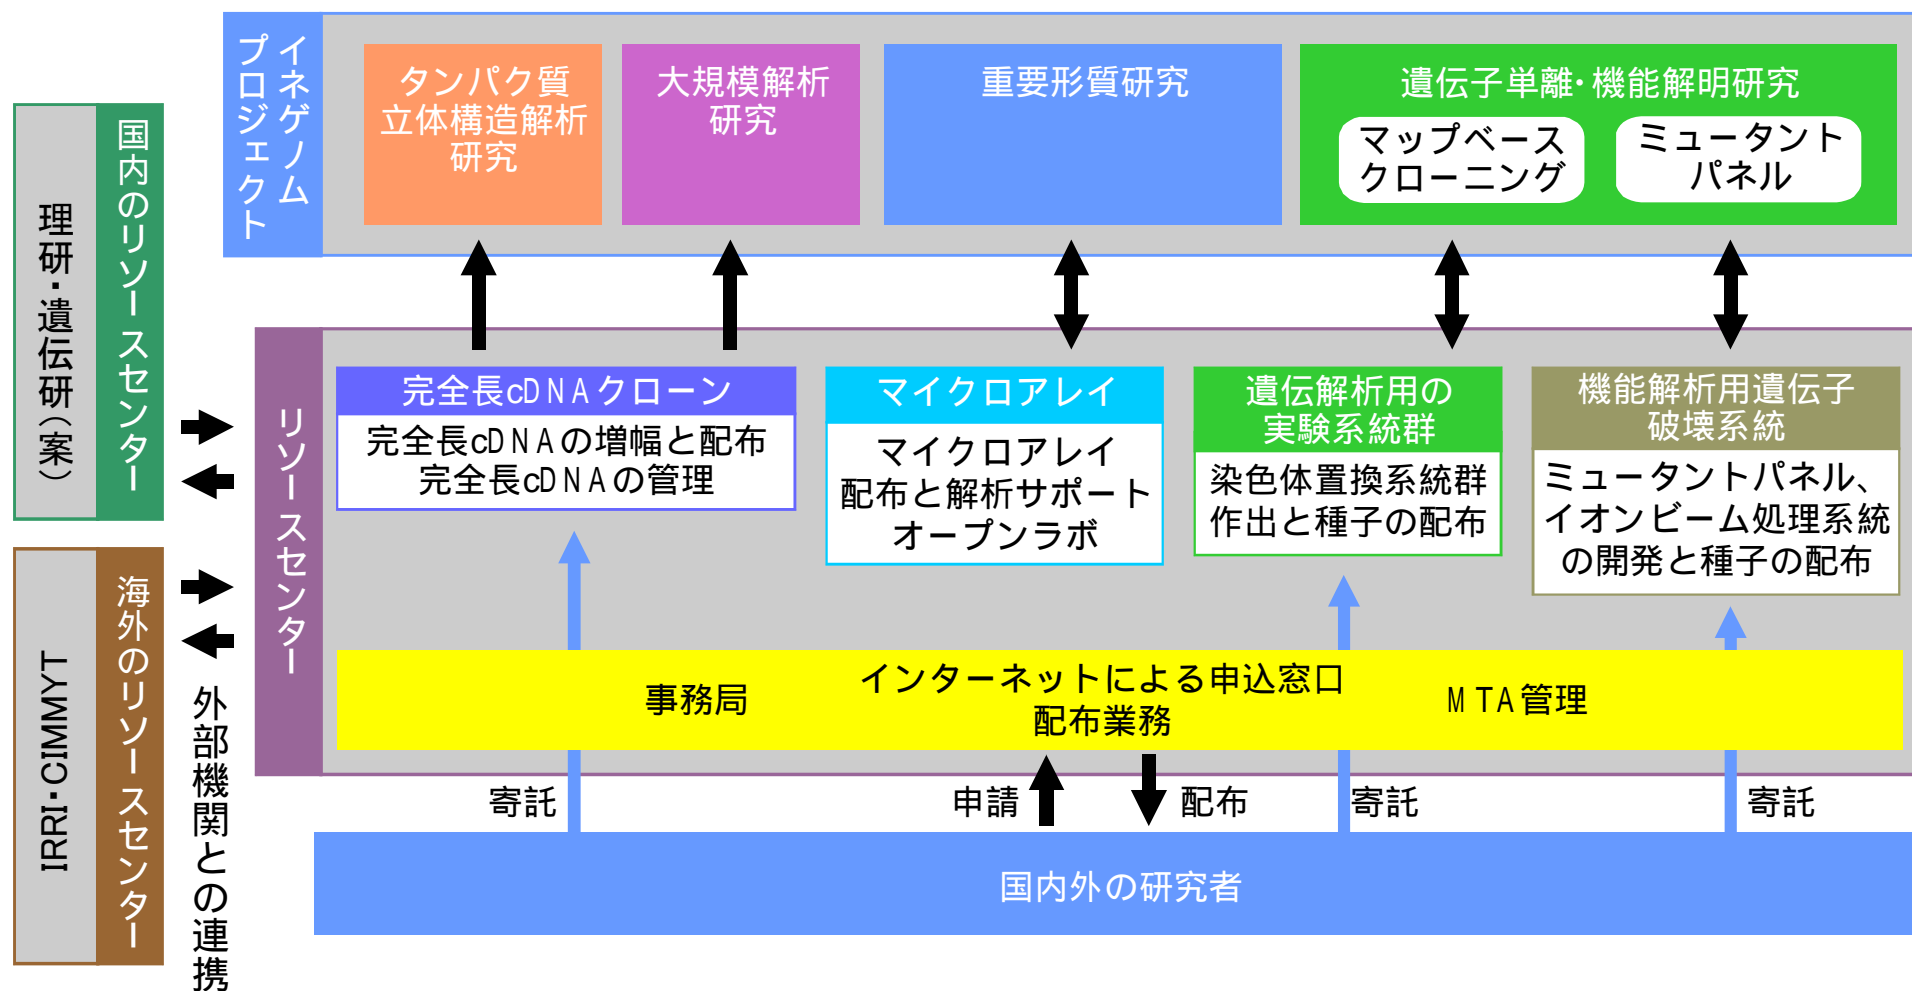 イネゲノム
プロジェクト
タンパク質
立体構造解析
研究
大規模解析
研究
重要形質研究
遺伝子単離・機能解明研究
マップベース
クローニング
ミュータント
パネル
国内のリソースセンター
理研・遺伝研(案)
海外のリソースセンター
IRRI・CIMMYT
外部機関との連携
リソースセンター
完全長cDNAクローン
完全長cDNAの増幅と配布
完全長cDNAの管理
マイクロアレイ
マイクロアレイ
配布と解析サポート
オープンラボ
遺伝解析用の
実験系統群
染色体置換系統群
作出と種子の配布
機能解析用遺伝子
破壊系統
ミュータントパネル、
イオンビーム処理系統
の開発と種子の配布
事務局
インターネットによる申込窓口
配布業務
MTA管理
寄託
申請
配布
寄託
寄託
国内外の研究者